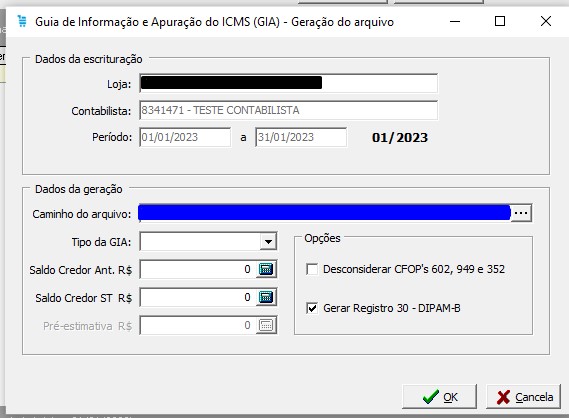 Guia de Informação e Apuração do ICMS (GIA) - Geração do arquivo
Dados da escrituração
Loja:
Contabilista: 8341471 - TESTE CONTABILISTA
Período: 01/01/2023 a 31/01/2023 01/2023
Dados da geração
Caminho do arquivo: ...
Tipo da GIA:
Opções
Saldo Credor Ant. R$ 0
Desconsiderar CFOP's 602, 949 e 352
Saldo Credor ST R$ 0
Gerar Registro 30 - DIPAM-B
Pré-estimativa R$ 0
OK Cancela